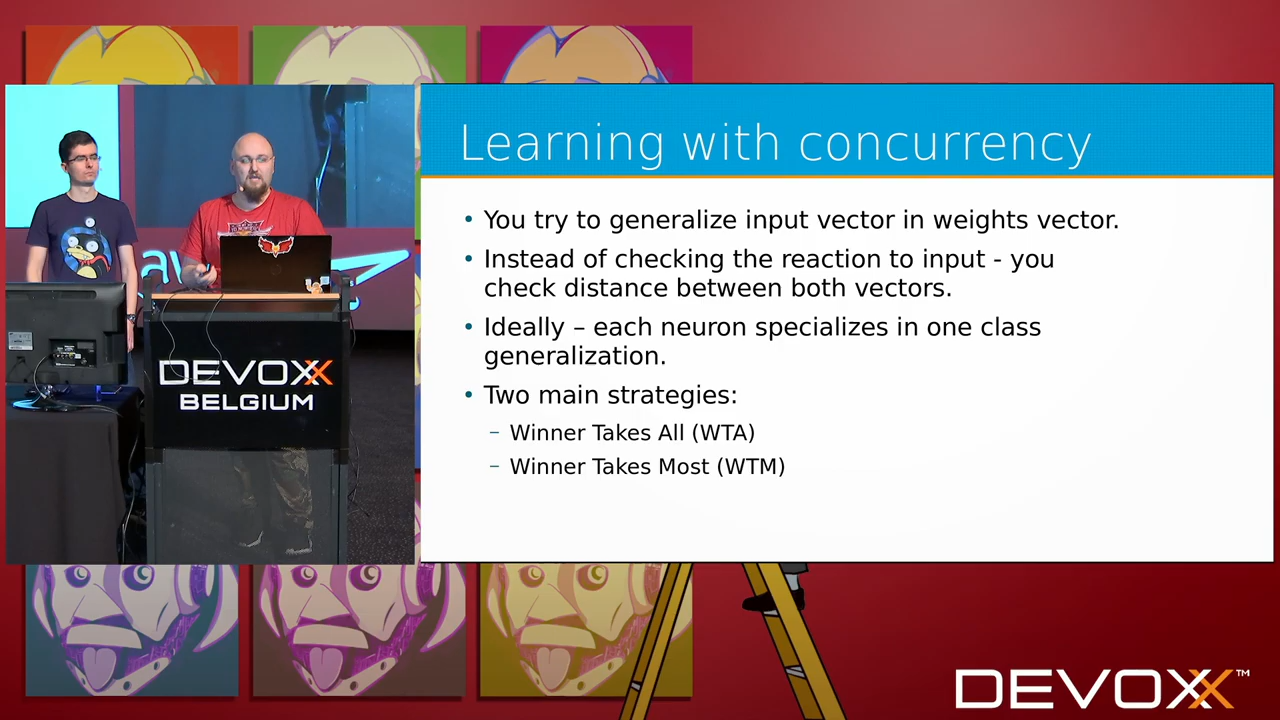 Learning with concurrency
• You try to generalize input vector in weights vector.
• Instead of checking the reaction to input - you
check distance between both vectors.
• Ideally – each neuron specializes in one class
generalization.
• Two main strategies:
– Winner Takes All (WTA)
– Winner Takes Most (WTM)
av
DEVOXX
BELGIUM
DEVOXX™